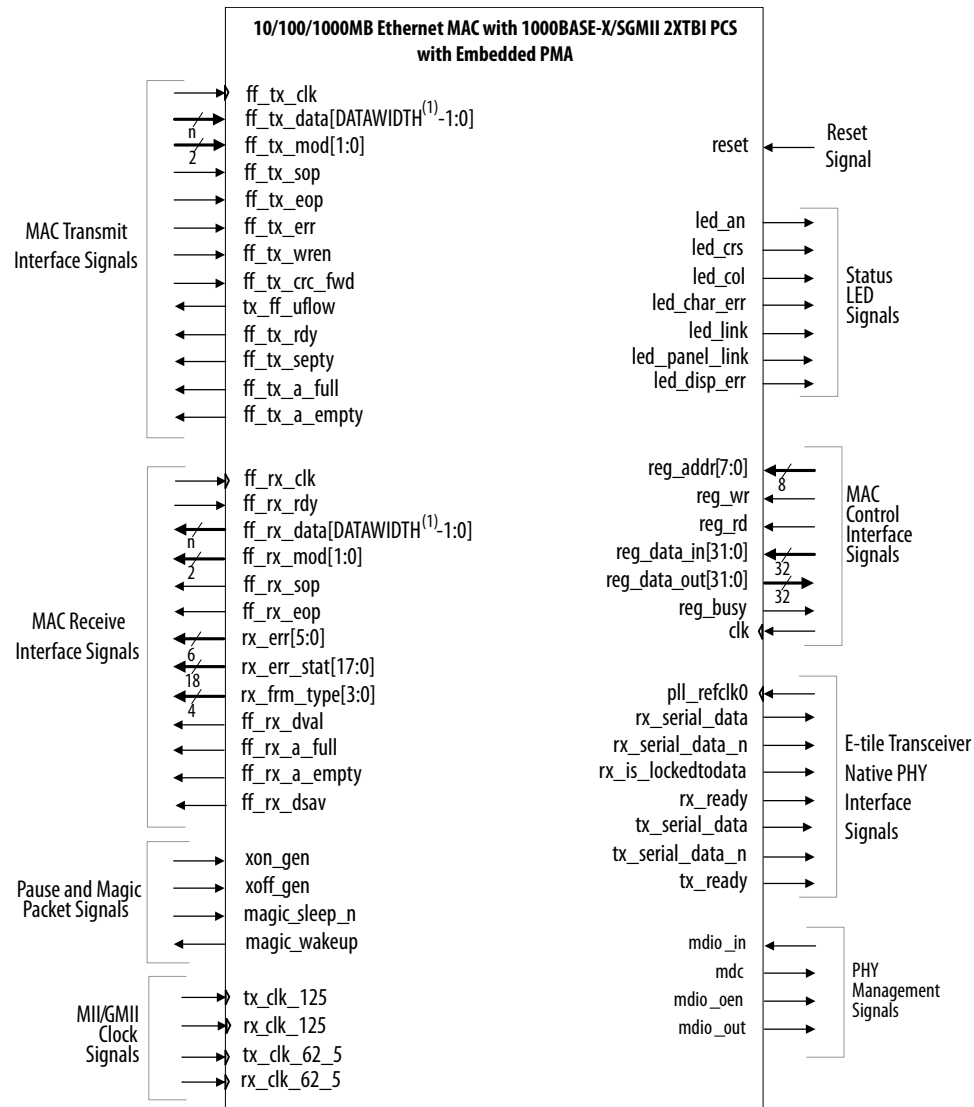 10/100/1000MB Ethernet MAC with 1000BASE-X/SGMII 2XTBI PCS
with Embedded PMA
MAC Transmit
Interface Signals
ff_tx_clk
n
ff_tx_data[DATAWIDTH(1)-1:0]
2
ff_tx_mod[1:0]
ff_tx_sop
ff_tx_eop
ff_tx_err
ff_tx_wren
ff_tx_crc_fwd
tx_ff_uflow
ff_tx_rdy
ff_tx_septy
ff_tx_a_full
ff_tx_a_empty
MAC Receive
Interface Signals
ff_rx_clk
ff_rx_rdy
n
ff_rx_data[DATAWIDTH(1)-1:0]
2
ff_rx_mod[1:0]
ff_rx_sop
ff_rx_eop
6
rx_err[5:0]
18
rx_err_stat[17:0]
4
rx_frm_type[3:0]
ff_rx_dval
ff_rx_a_full
ff_rx_a_empty
ff_rx_dsav
Pause and Magic
Packet Signals
xon_gen
xoff_gen
magic_sleep_n
magic_wakeup
MII/GMII
Clock
Signals
tx_clk_125
rx_clk_125
tx_clk_62_5
rx_clk_62_5
reset
Reset
Signal
led_an
led_crs
led_col
led_char_err
led_link
led_panel_link
led_disp_err
Status
LED
Signals
reg_addr[7:0]
8
reg_wr
reg_rd
reg_data_in[31:0]
32
reg_data_out[31:0]
32
reg_busy
clk
MAC
Control
Interface
Signals
pll_refclk0
rx_serial_data
rx_serial_data_n
rx_is_lockedtodata
rx_ready
tx_serial_data
tx_serial_data_n
tx_ready
E-tile Transceiver
Native PHY
Interface
Signals
mdio_in
mdc
mdio_oen
mdio_out
PHY
Management
Signals